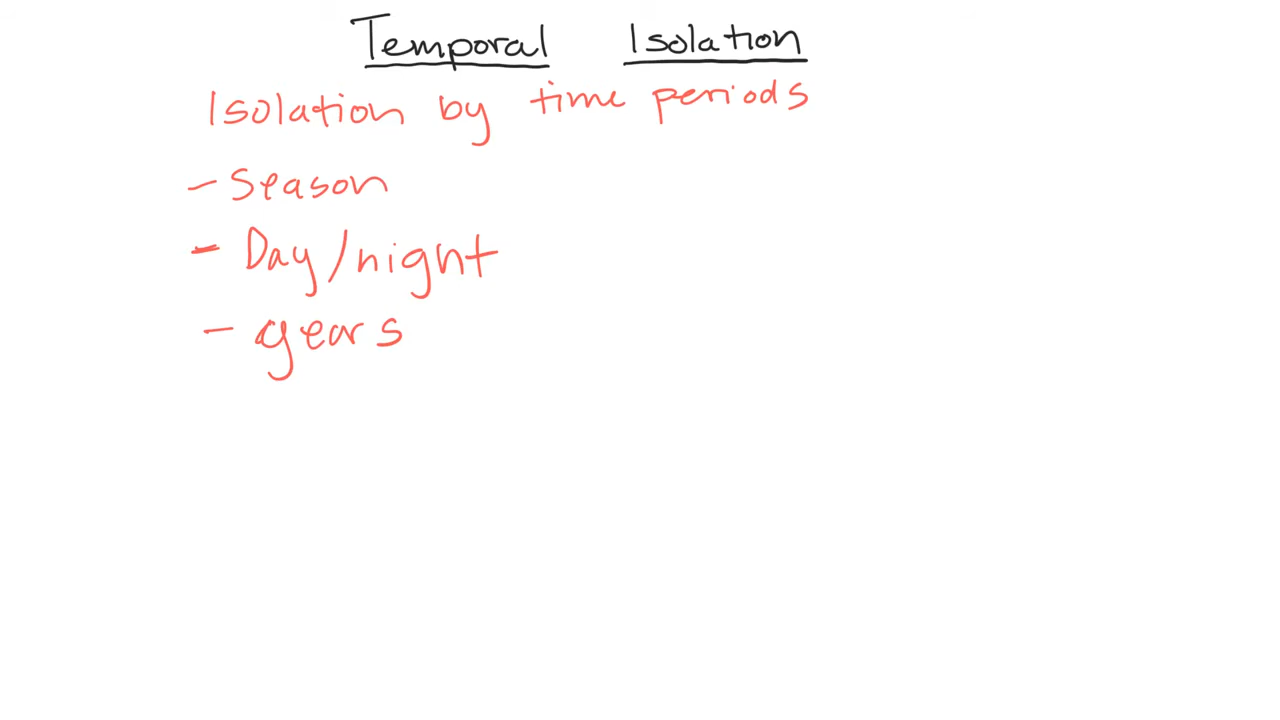 Temporal Isolation
Isolation by time periods
- Season
- Day/night
- years